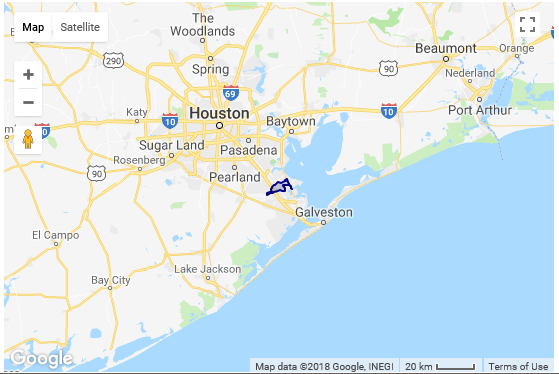 Map
Satellite
The
Woodlands
Beaumont
Orange
290
Spring
90
Nederland
69
Katy
10
Houston
Baytown
10
Port Arthur
10
Sugar Land
Pasadena
Rosenberg
90
Pearland
Galveston
El Campo
Lake Jackson
Bay City
Google
Map data ©2018 Google, INEGI
20 km
Terms of Use